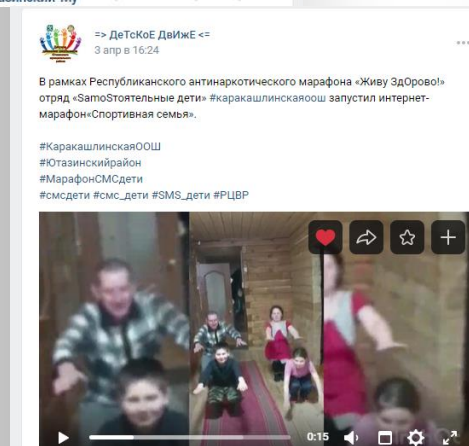 => ДеТсКоЕ ДвИжЕ <=
3 апр в 16:24
В рамках Республиканского антинаркотического марафона «Живу ЗдОрово!»
отряд «SamoSтоятельные дети» #каракашлинскаяоош запустил интернет-
марафон«Спортивная семья».
#КаракашлинскаяООШ
#Ютазинскийрайон
#МарафонСМСдети
#смсдети #смс_дети #SMS_дети #РЦВР
0:15